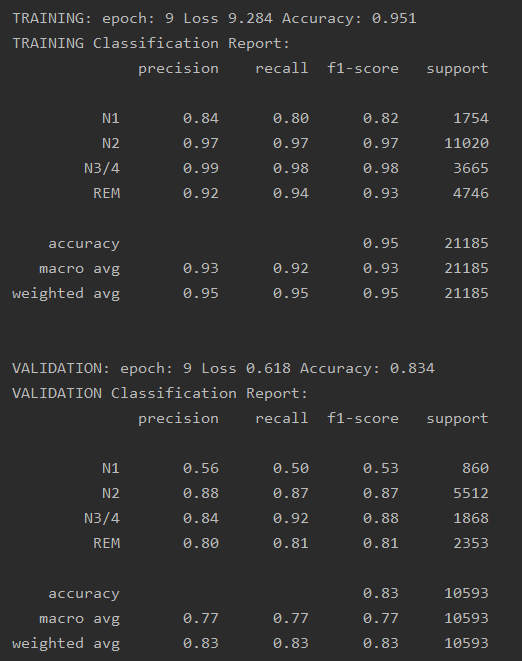 TRAINING: epoch: 9 Loss 9.284 Accuracy: 0.951
TRAINING Classification Report:
precision recall f1-score support
N1 0.84 0.80 0.82 1754
N2 0.97 0.97 0.97 11020
N3/4 0.99 0.98 0.98 3665
REM 0.92 0.94 0.93 4746
accuracy 0.95 21185
macro avg 0.93 0.92 0.93 21185
weighted avg 0.95 0.95 0.95 21185
VALIDATION: epoch: 9 Loss 0.618 Accuracy: 0.834
VALIDATION Classification Report:
precision recall f1-score support
N1 0.56 0.50 0.53 860
N2 0.88 0.87 0.87 5512
N3/4 0.84 0.92 0.88 1868
REM 0.80 0.81 0.81 2353
accuracy 0.83 10593
macro avg 0.77 0.77 0.77 10593
weighted avg 0.83 0.83 0.83 10593